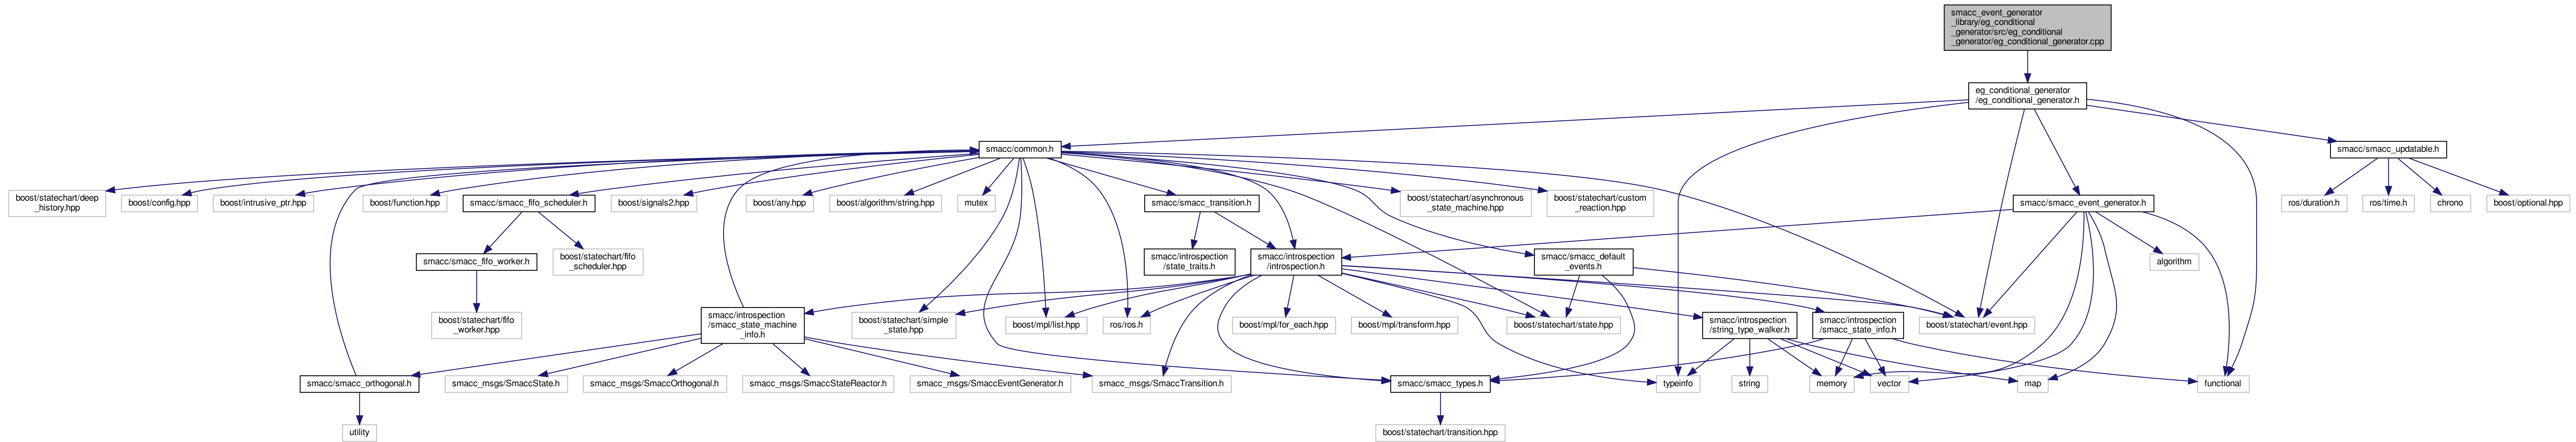 smacc_event_generator
_library/eg_conditional
_generator/src/eg_conditional
_generator/eg_conditional_generator.cpp
eg_conditional_generator
/eg_conditional_generator.h
smacc/common.h
smacc/smacc_updatable.h
boost/statechart/deep
_history.hpp
boost/config.hpp
boost/intrusive_ptr.hpp
boost/function.hpp
smacc/smacc_fifo_scheduler.h
boost/signals2.hpp
boost/any.hpp
boost/algorithm/string.hpp
mutex
smacc/smacc_transition.h
boost/statechart/asynchronous
_state_machine.hpp
boost/statechart/custom
_reaction.hpp
smacc/smacc_event_generator.h
ros/duration.h
ros/time.h
chrono
boost/optional.hpp
smacc/smacc_fifo_worker.h
boost/statechart/fifo
_scheduler.hpp
smacc/introspection
/state_traits.h
smacc/introspection
/introspection.h
smacc/smacc_default
_events.h
algorithm
boost/statechart/fifo
_worker.hpp
smacc/introspection
/smacc_state_machine
_info.h
boost/statechart/simple
_state.hpp
boost/mpl/list.hpp
ros/ros.h
boost/mpl/for_each.hpp
boost/mpl/transform.hpp
boost/statechart/state.hpp
smacc/introspection
/string_type_walker.h
smacc/introspection
/smacc_state_info.h
boost/statechart/event.hpp
smacc/smacc_orthogonal.h
smacc_msgs/SmaccState.h
smacc_msgs/SmaccOrthogonal.h
smacc_msgs/SmaccStateReactor.h
smacc_msgs/SmaccEventGenerator.h
smacc_msgs/SmaccTransition.h
smacc/smacc_types.h
typeinfo
string
memory
vector
map
functional
utility
boost/statechart/transition.hpp